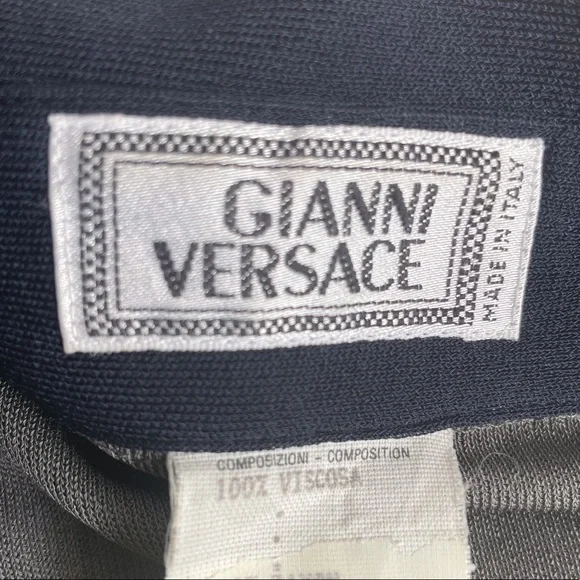 GIANNI
VERSACE
MADE IN ITALY
COMPOSIZIONI - COMPOSITION
100% VISCOSA